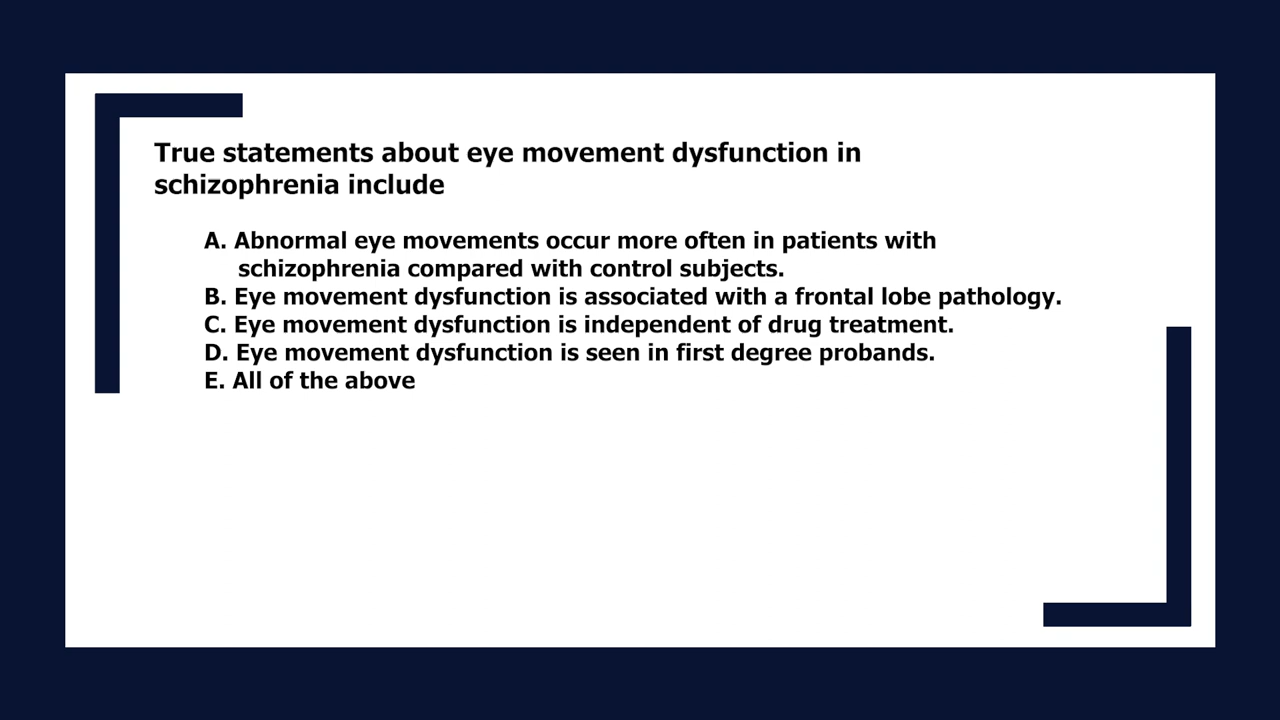 True statements about eye movement dysfunction in
schizophrenia include
A. Abnormal eye movements occur more often in patients with
schizophrenia compared with control subjects.
B. Eye movement dysfunction is associated with a frontal lobe pathology.
C. Eye movement dysfunction is independent of drug treatment.
D. Eye movement dysfunction is seen in first degree probands.
E. All of the above